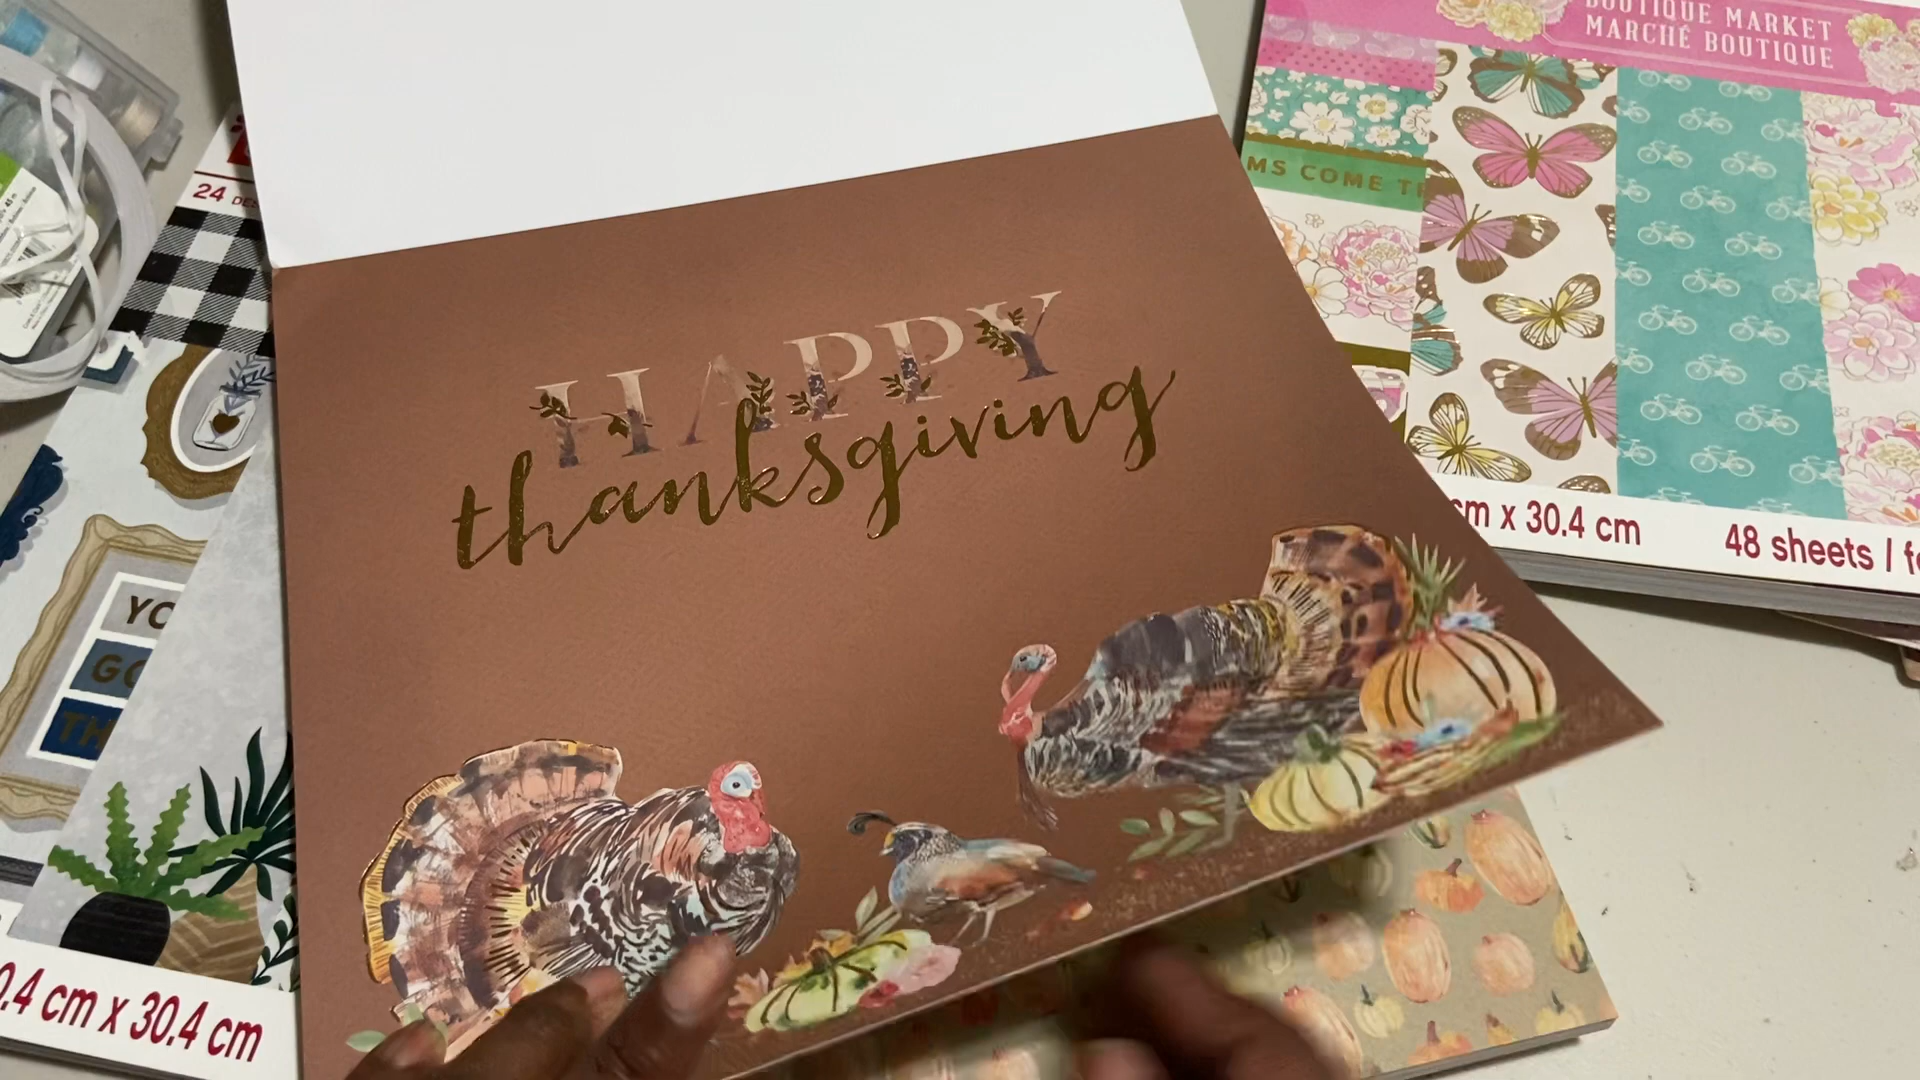 BOUTIQUE MARKET
MARCHÉ BOUTIQUE
24
COME
HAPPY
thanksgiving
cm x 30.4 cm
48 sheets /
0.4 cm x 30.4 cm